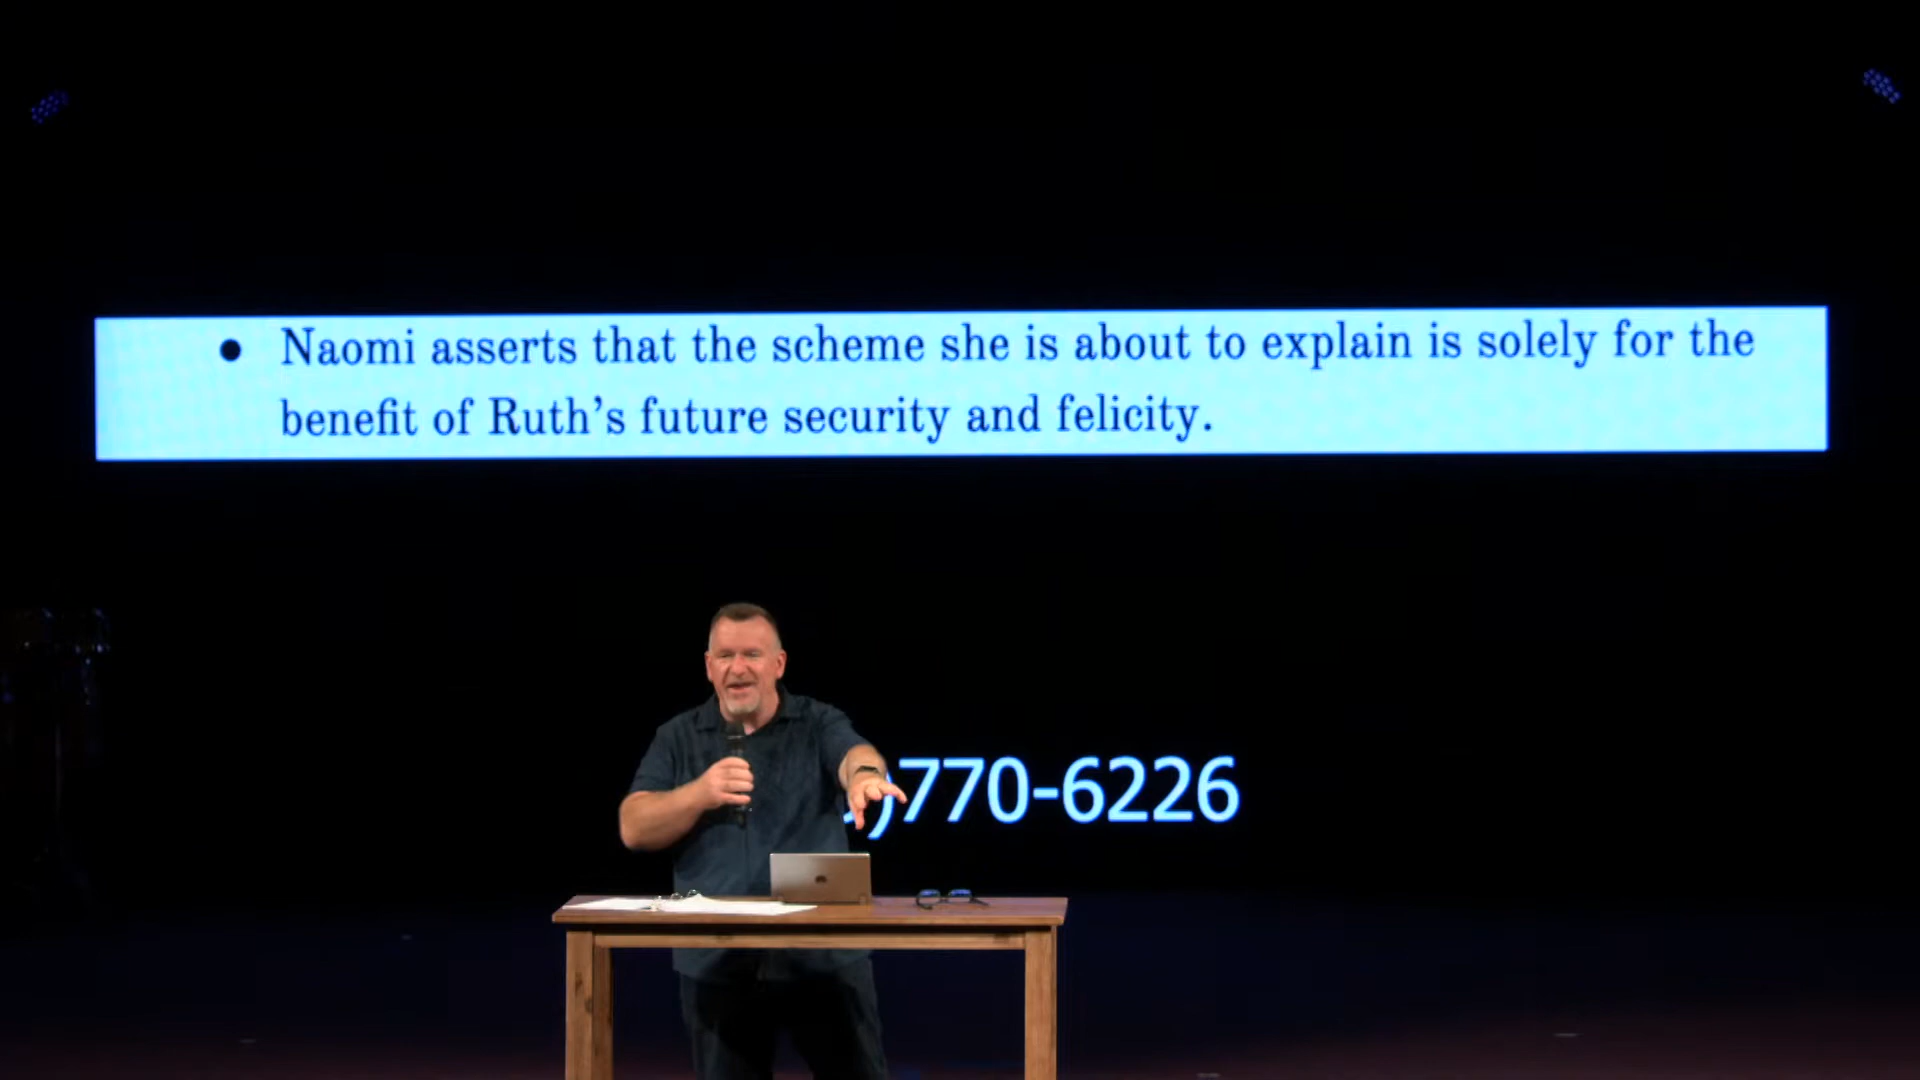 ● Naomi asserts that the scheme she is about to explain is solely for the
benefit of Ruth’s future security and felicity.
)770-6226